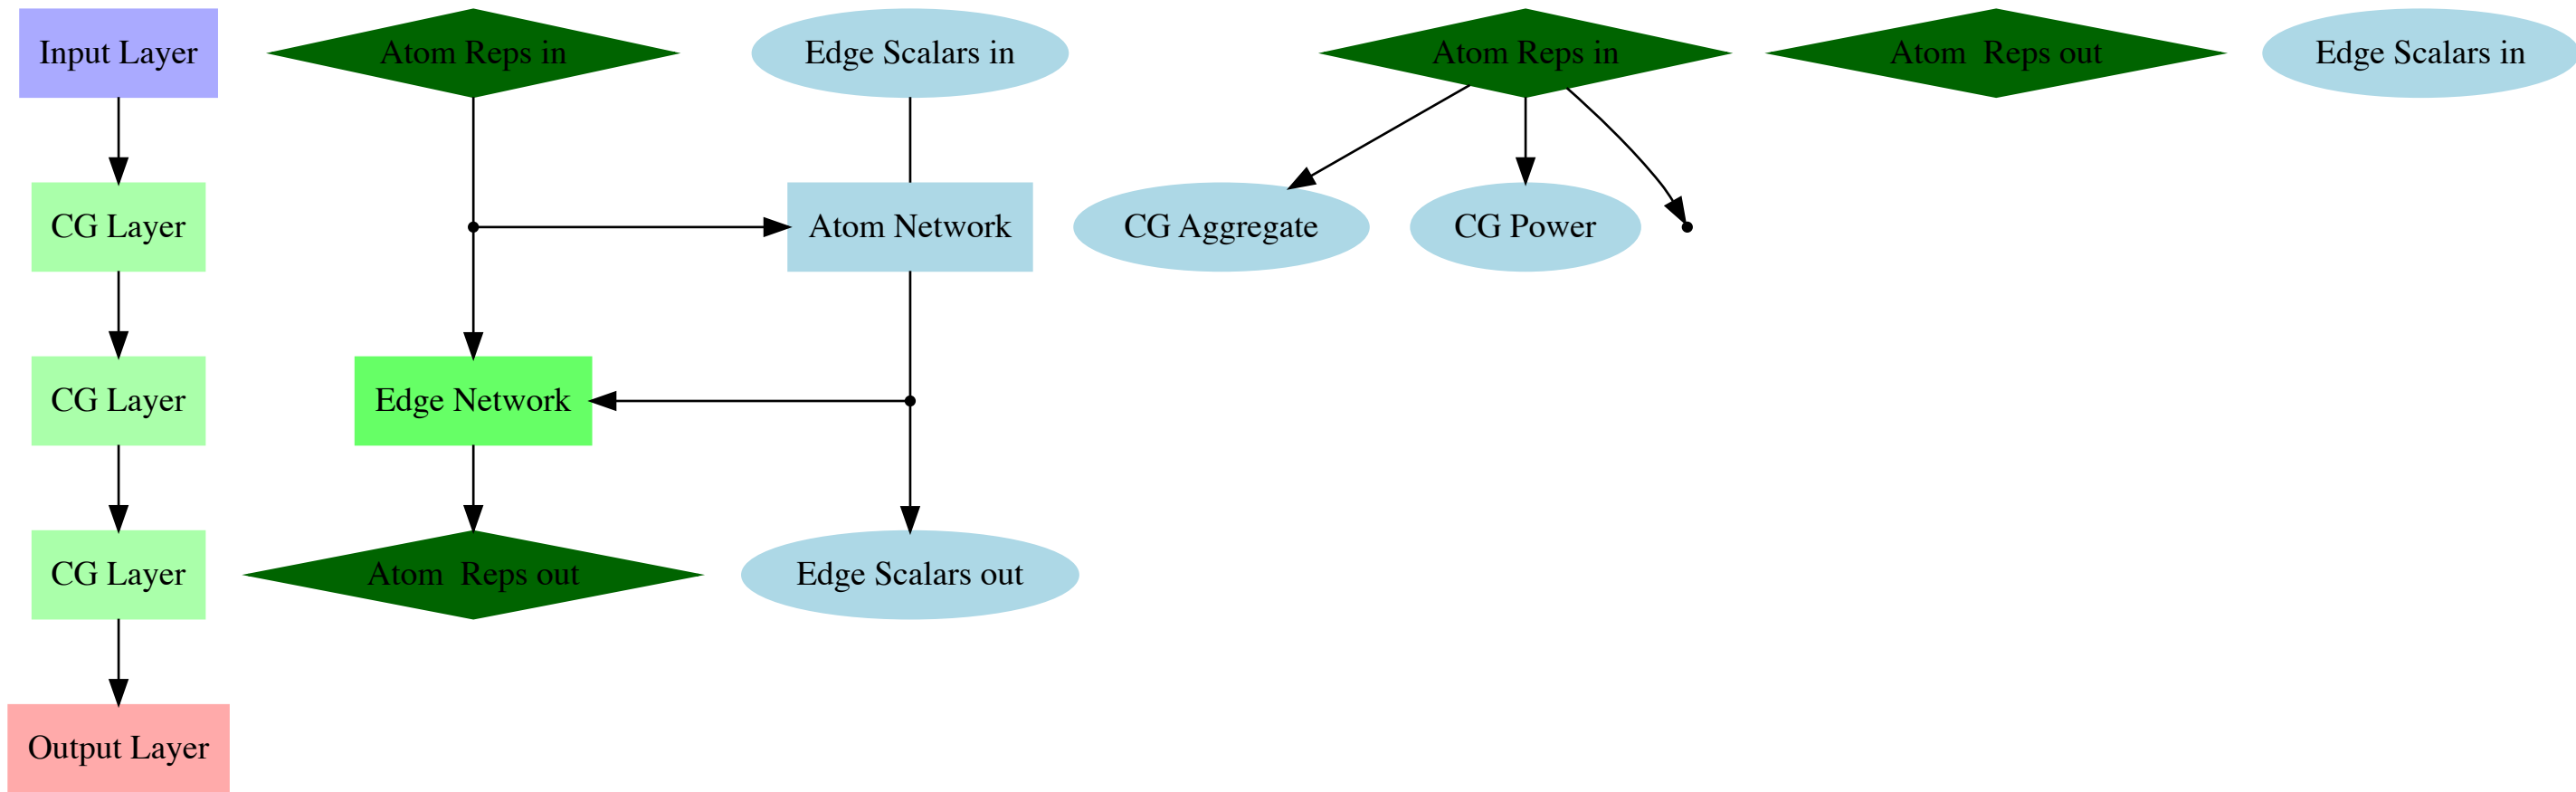 Input Layer
Atom Reps in
Edge Scalars in
Atom Reps in
Atom  Reps out
Edge Scalars in
CG Layer
Atom Network
CG Aggregate
CG Power
CG Layer
Edge Network
CG Layer
Atom  Reps out
Edge Scalars out
Output Layer